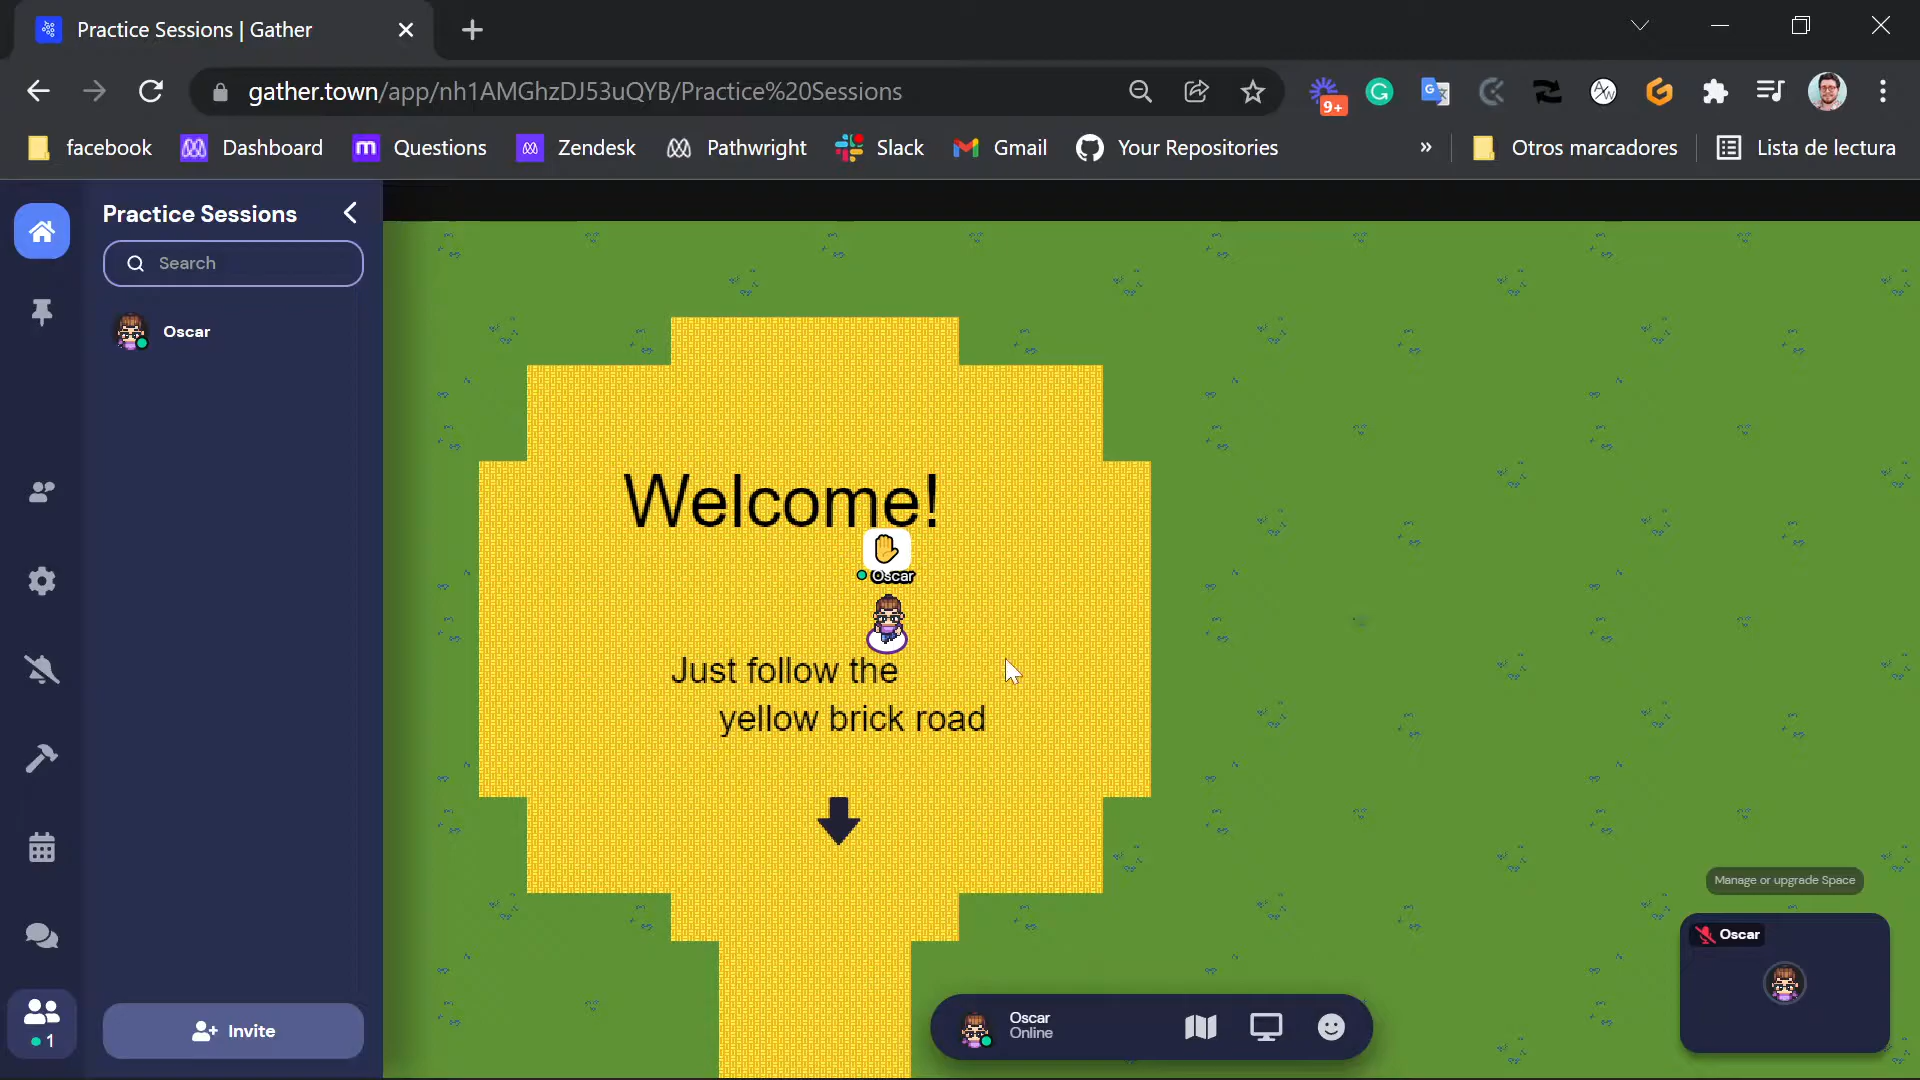 Practice Sessions | Gather
gather.town/app/nh1AMGhzDJ53uQYB/Practice%20Sessions
9+
facebook
Dashboard
Questions
Zendesk
Pathwright
Slack
Gmail
Your Repositories
»
Otros marcadores
Lista de lectura
Practice Sessions
Search
Oscar
Welcome!
Oscar
Just follow the
yellow brick road
Manage or upgrade Space
Oscar
Oscar
Online
1
Invite